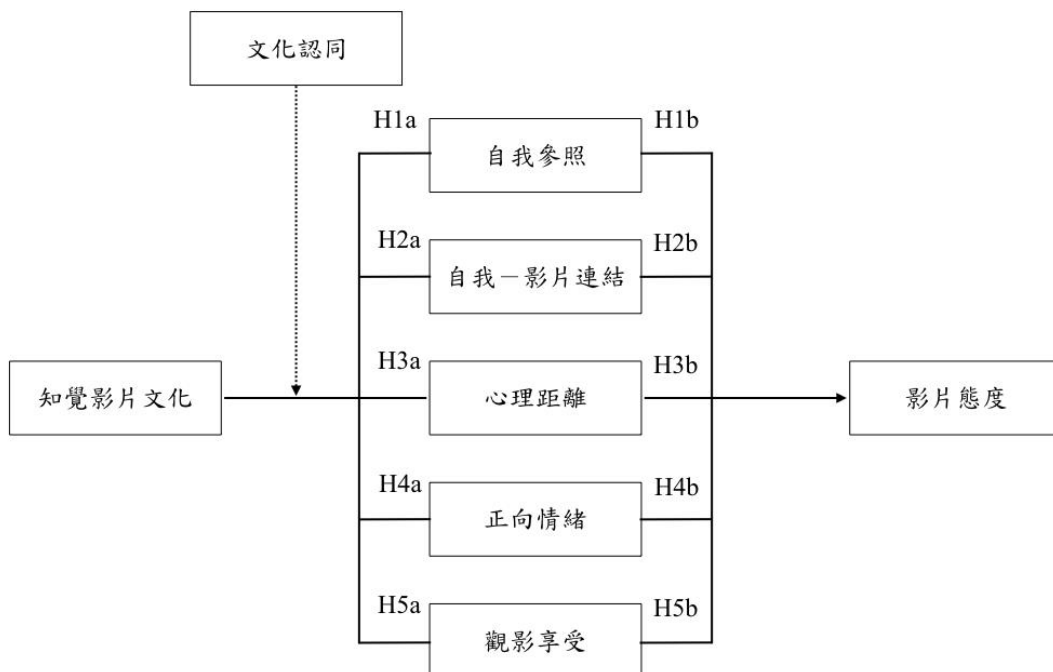 文化認同
H1a
H1b
自我參照
H2a
H2b
自我－影片連結
知覺影片文化
H3a
H3b
心理距離
影片態度
H4a
H4b
正向情緒
H5a
H5b
觀影享受